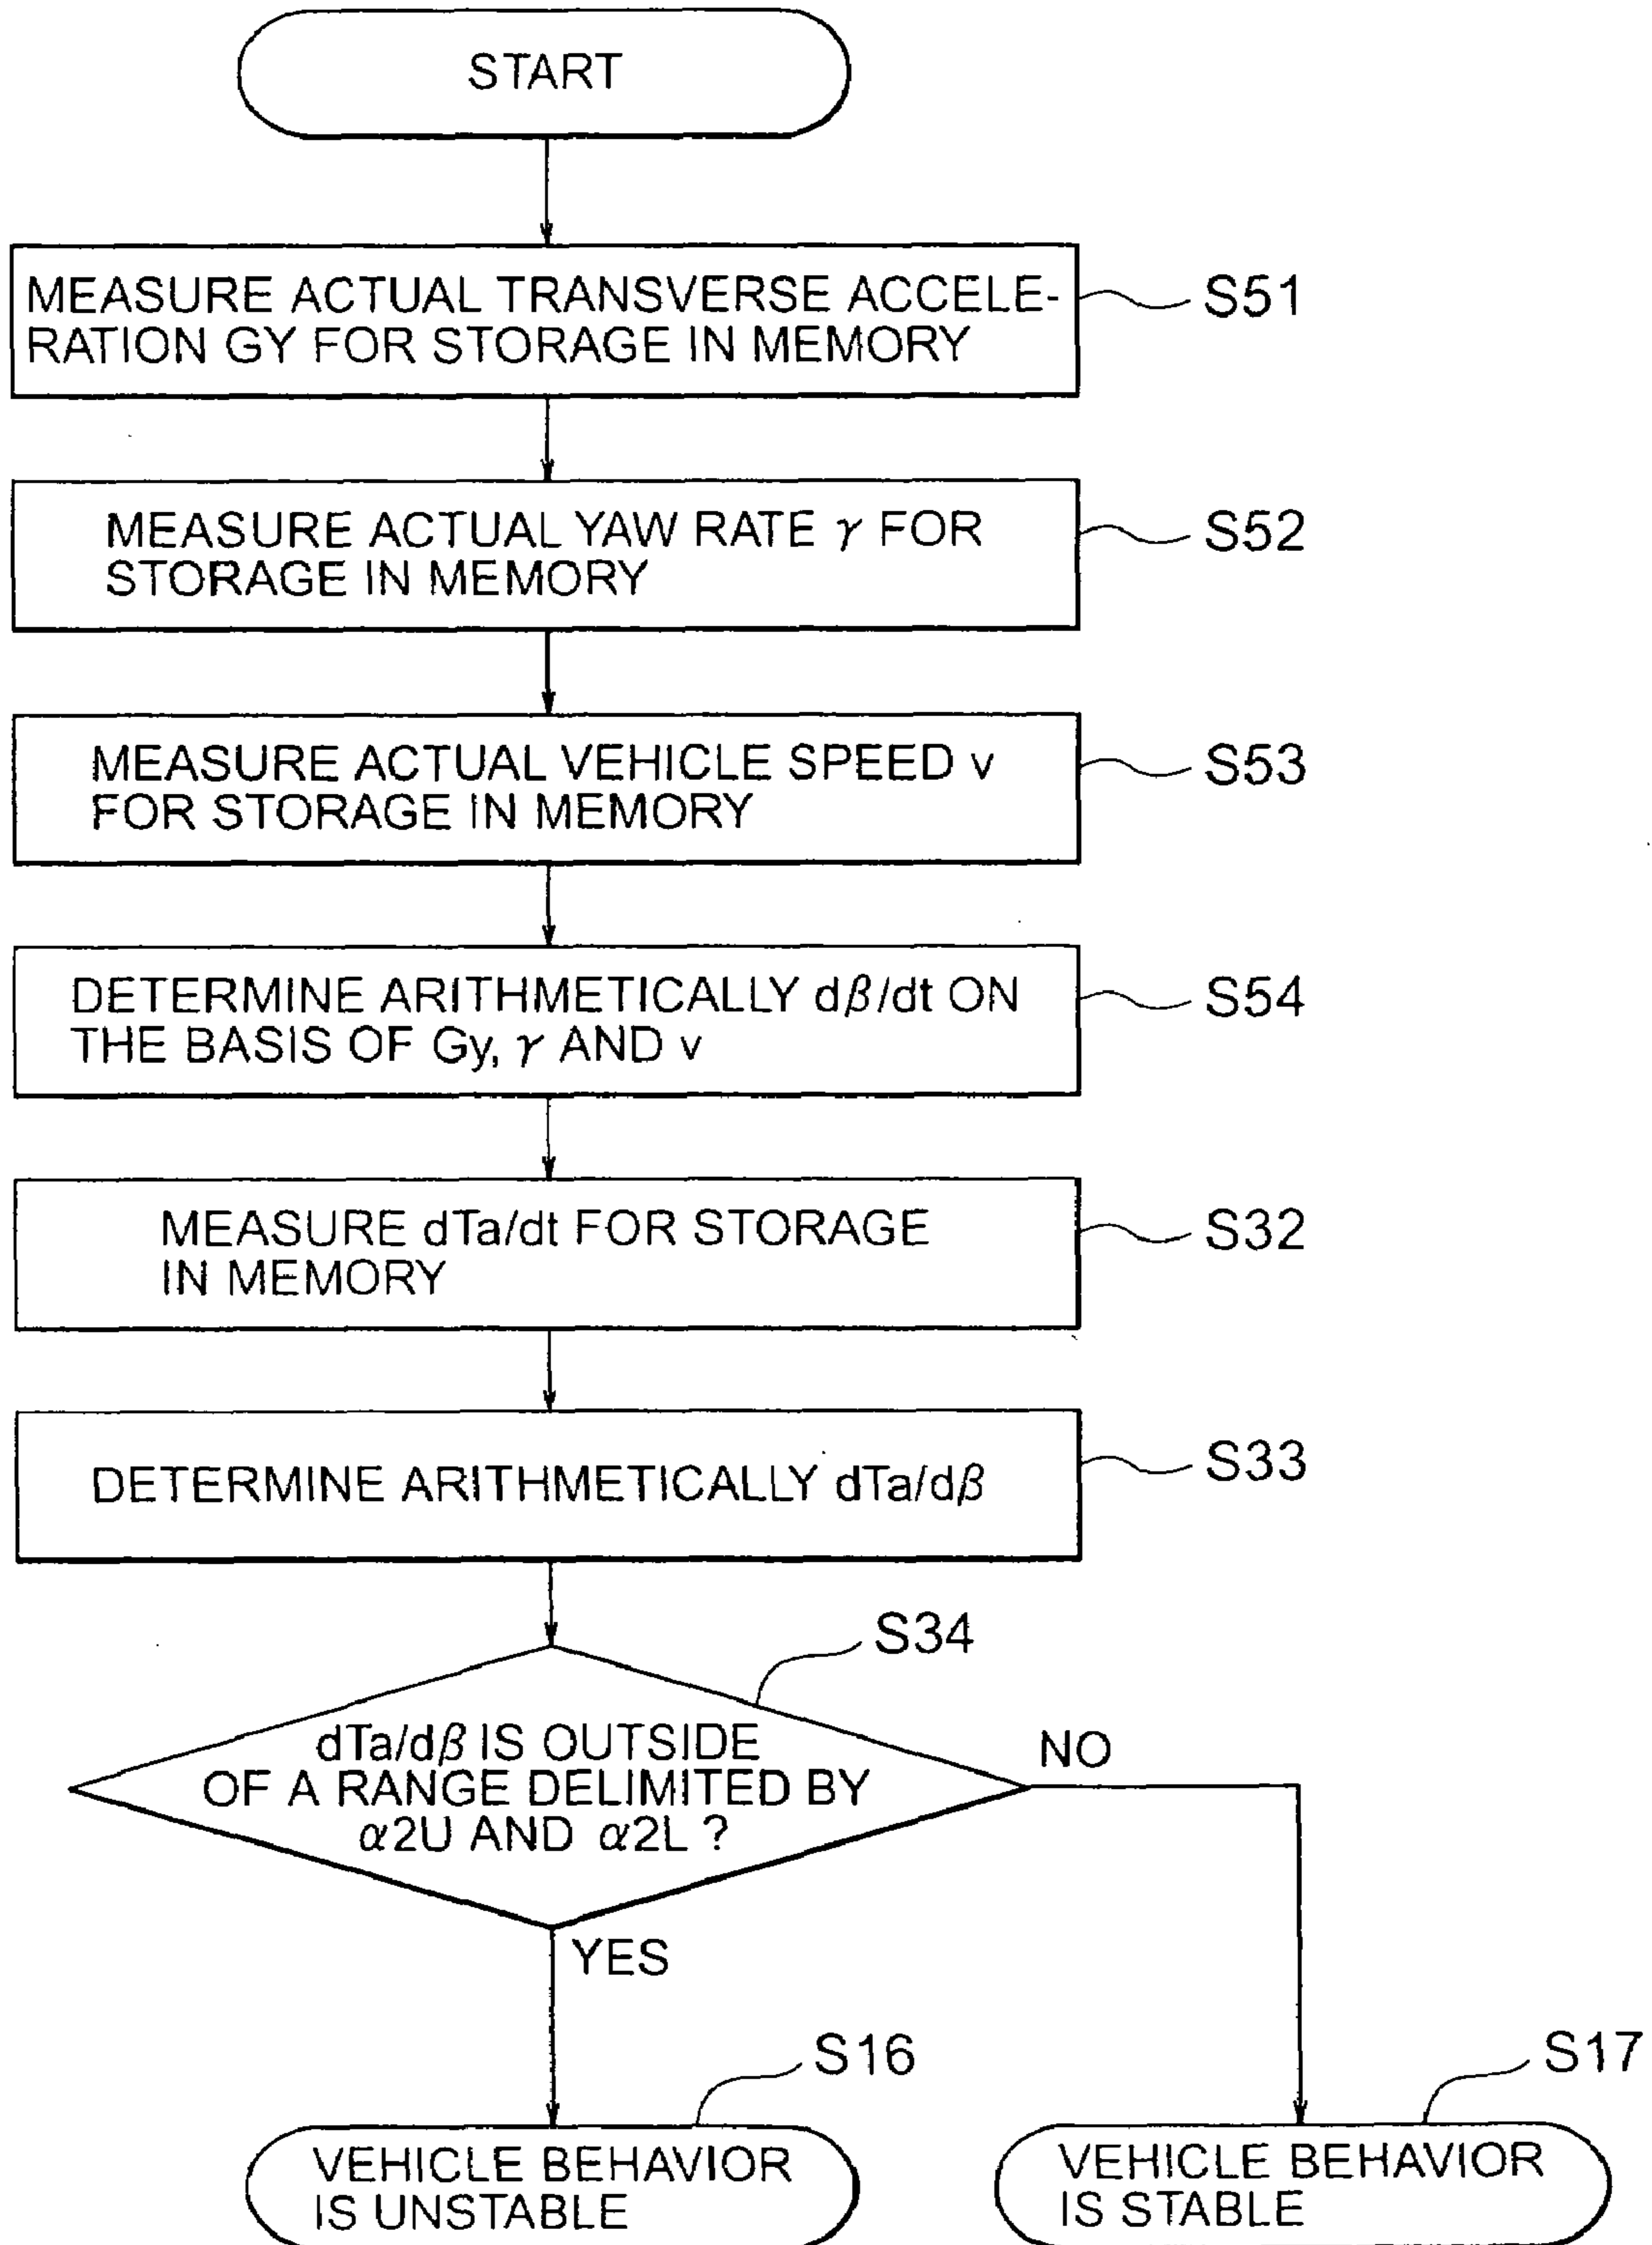 START
MEASURE ACTUAL TRANSVERSE ACCELE-
RATION GY FOR STORAGE IN MEMORY
S51
MEASURE ACTUAL YAW RATE γ FOR
STORAGE IN MEMORY
S52
MEASURE ACTUAL VEHICLE SPEED v
FOR STORAGE IN MEMORY
S53
DETERMINE ARITHMETICALLY dβ/dt ON
THE BASIS OF Gy, γ AND v
S54
MEASURE dTa/dt FOR STORAGE
IN MEMORY
S32
DETERMINE ARITHMETICALLY dTa/dβ
S33
S34
dTa/dβ IS OUTSIDE
OF A RANGE DELIMITED BY
α2U AND α2L ?
NO
YES
S16
VEHICLE BEHAVIOR
IS UNSTABLE
S17
VEHICLE BEHAVIOR
IS STABLE